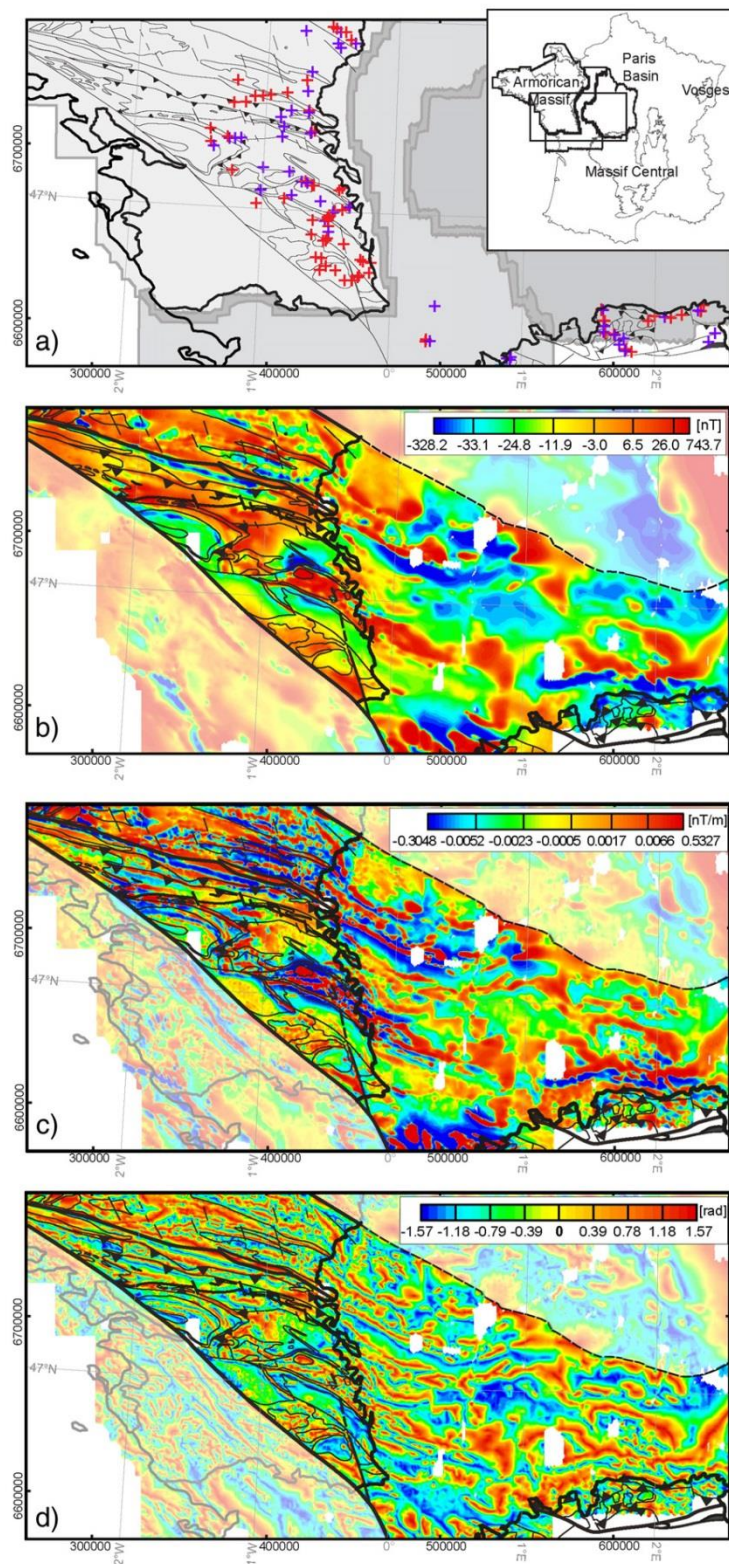 Paris
Basin
Armorican
Massif
Vosges
Massif Central
6700000
47°N
6600000
a)
300000
2°W
400000
1°W
0°
500000
1°E
600000
2°E
[nT]
-328.2 -33.1 -24.8 -11.9 -3.0 6.5 26.0 743.7
6700000
47°N
6600000
b)
300000
2°W
400000
1°W
0°
500000
1°E
600000
2°E
[nT/m]
-0.3048 -0.0052 -0.0023 -0.0005 0.0017 0.0066 0.5327
6700000
47°N
6600000
c)
300000
2°W
400000
1°W
0°
500000
1°E
600000
2°E
[rad]
-1.57 -1.18 -0.79 -0.39 0 0.39 0.78 1.18 1.57
6700000
47°N
6600000
d)
300000
2°W
400000
1°W
0°
500000
1°E
600000
2°E